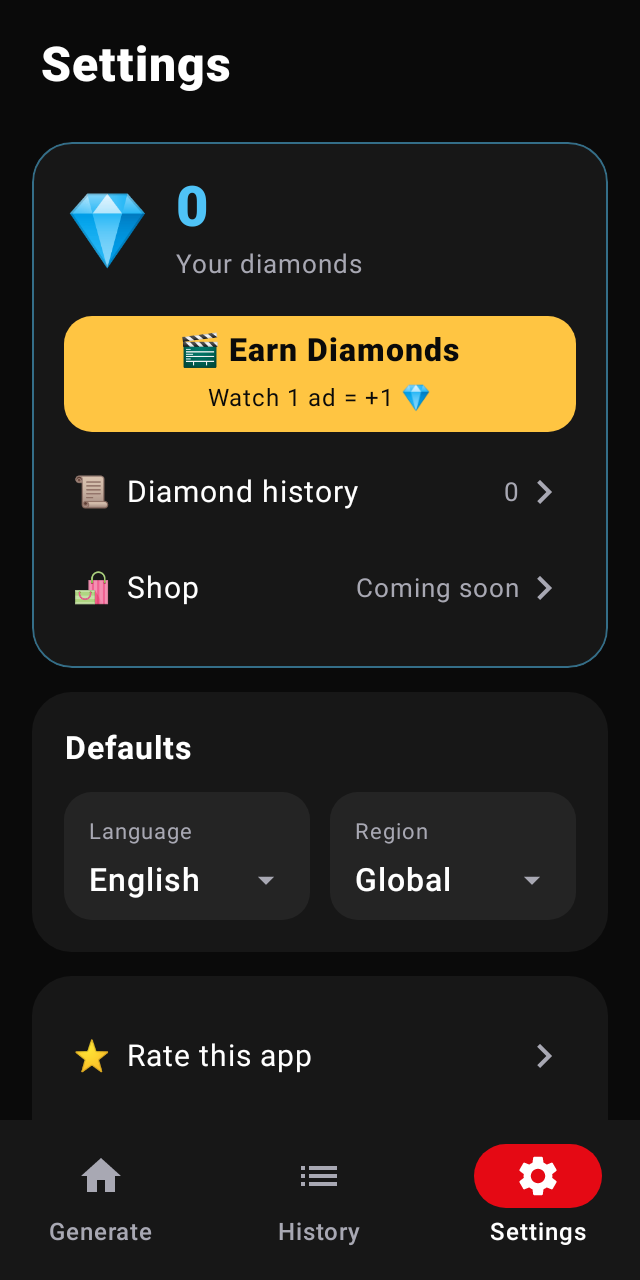 Settings
0
Your diamonds
🎬 Earn Diamonds
Watch 1 ad = +1 💎
Diamond history 0
Shop Coming soon
Defaults
Language Region
English Global
Rate this app
Generate History Settings